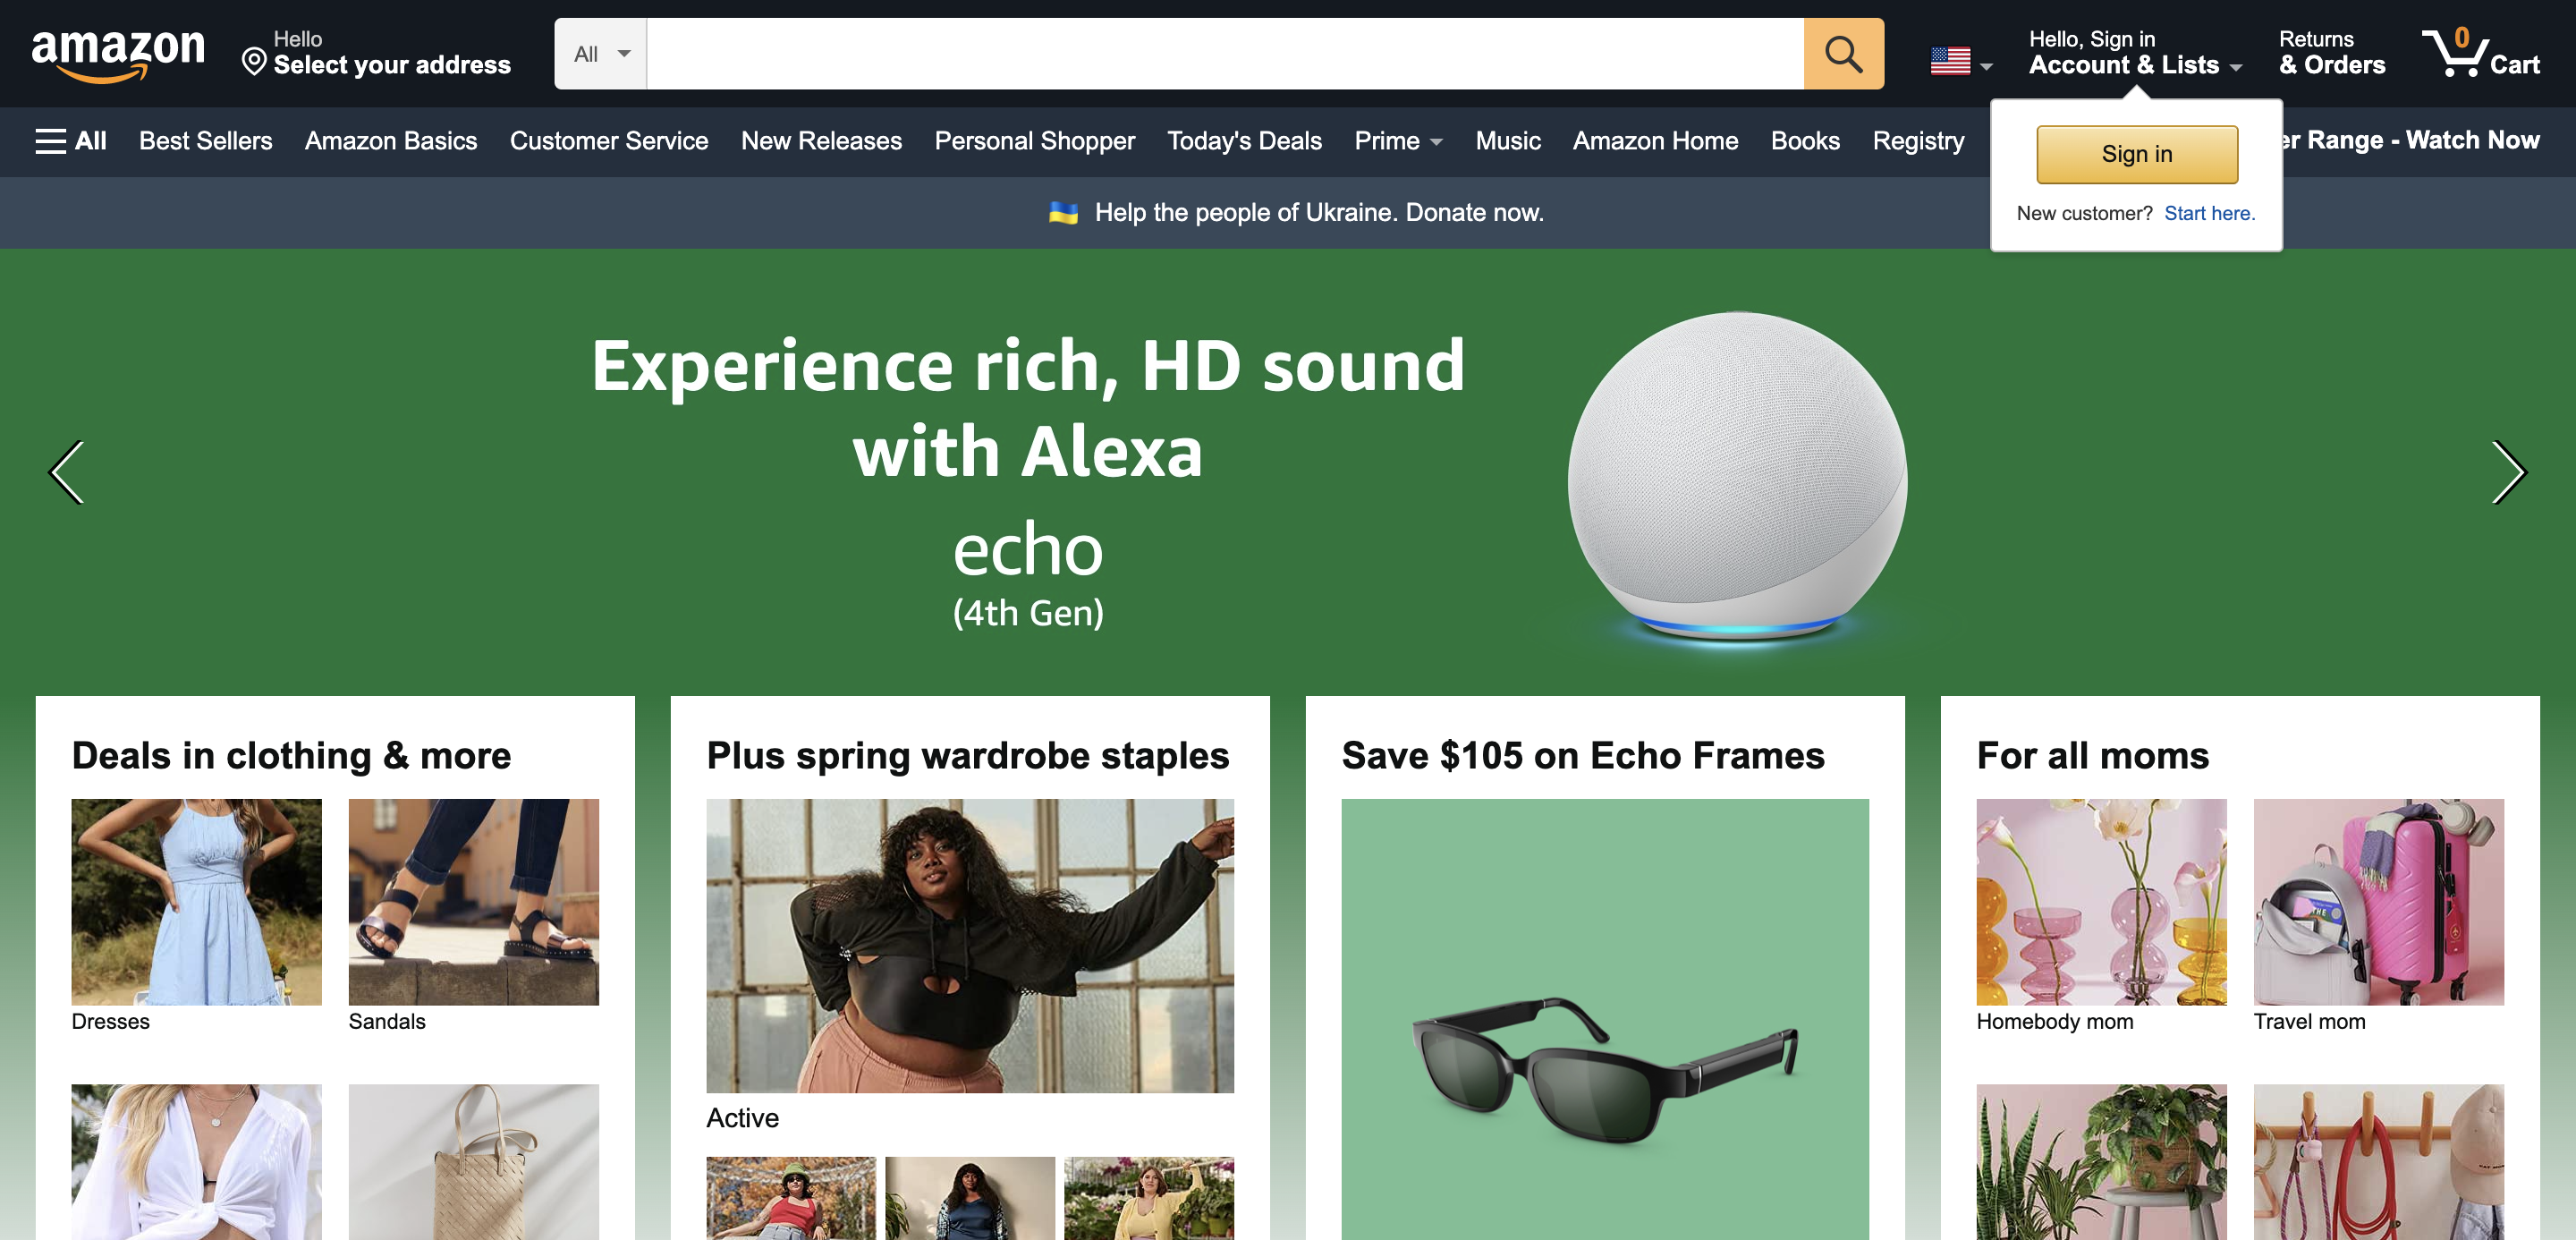 amazon
Hello
Select your address
All
Hello, Sign in
Account & Lists
Returns
& Orders
0
Cart
All
Best Sellers
Amazon Basics
Customer Service
New Releases
Personal Shopper
Today's Deals
Prime
Music
Amazon Home
Books
Registry
er Range - Watch Now
Sign in
New customer? Start here.
Help the people of Ukraine. Donate now.
Experience rich, HD sound
with Alexa
echo
(4th Gen)
Deals in clothing & more
Dresses
Sandals
Plus spring wardrobe staples
Active
Save $105 on Echo Frames
For all moms
Homebody mom
Travel mom